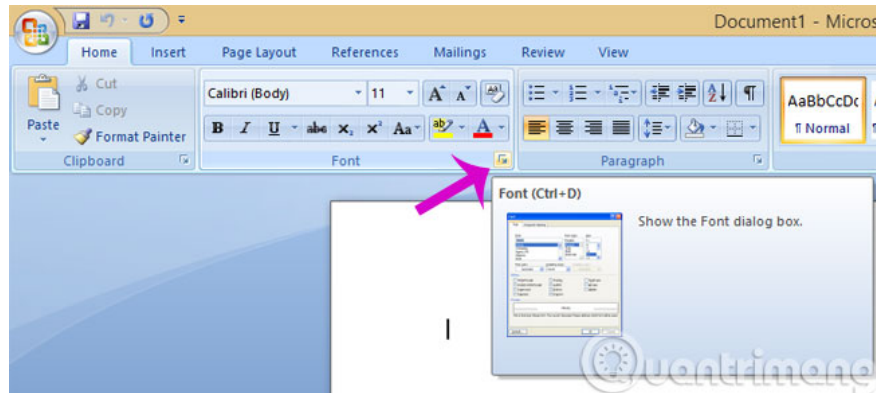 Document1 - Micros
Home Insert Page Layout References Mailings Review View
Cut
Copy
Format Painter
Paste
Clipboard
Calibri (Body) 11
B I U abc x₂ x² Aa ab A
Font
Paragraph
AaBbCcDc
¶ Normal
Font (Ctrl+D)
Show the Font dialog box.
Quantrimang